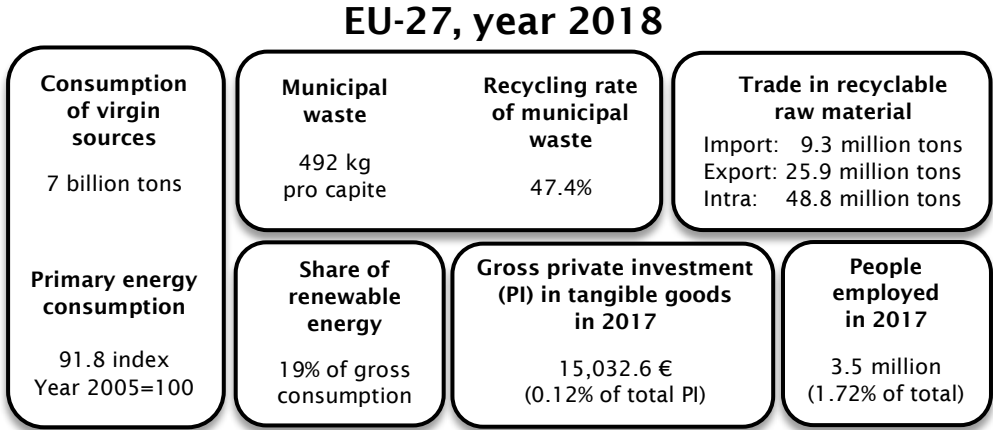 EU-27, year 2018
Consumption
of virgin
sources
7 billion tons
Primary energy
consumption
91.8 index
Year 2005=100
Municipal
waste
492 kg
pro capite
Recycling rate
of municipal
waste
47.4%
Trade in recyclable
raw material
Import: 9.3 million tons
Export: 25.9 million tons
Intra: 48.8 million tons
Share of
renewable
energy
19% of gross
consumption
Gross private investment
(PI) in tangible goods
in 2017
15,032.6 €
(0.12% of total PI)
People
employed
in 2017
3.5 million
(1.72% of total)